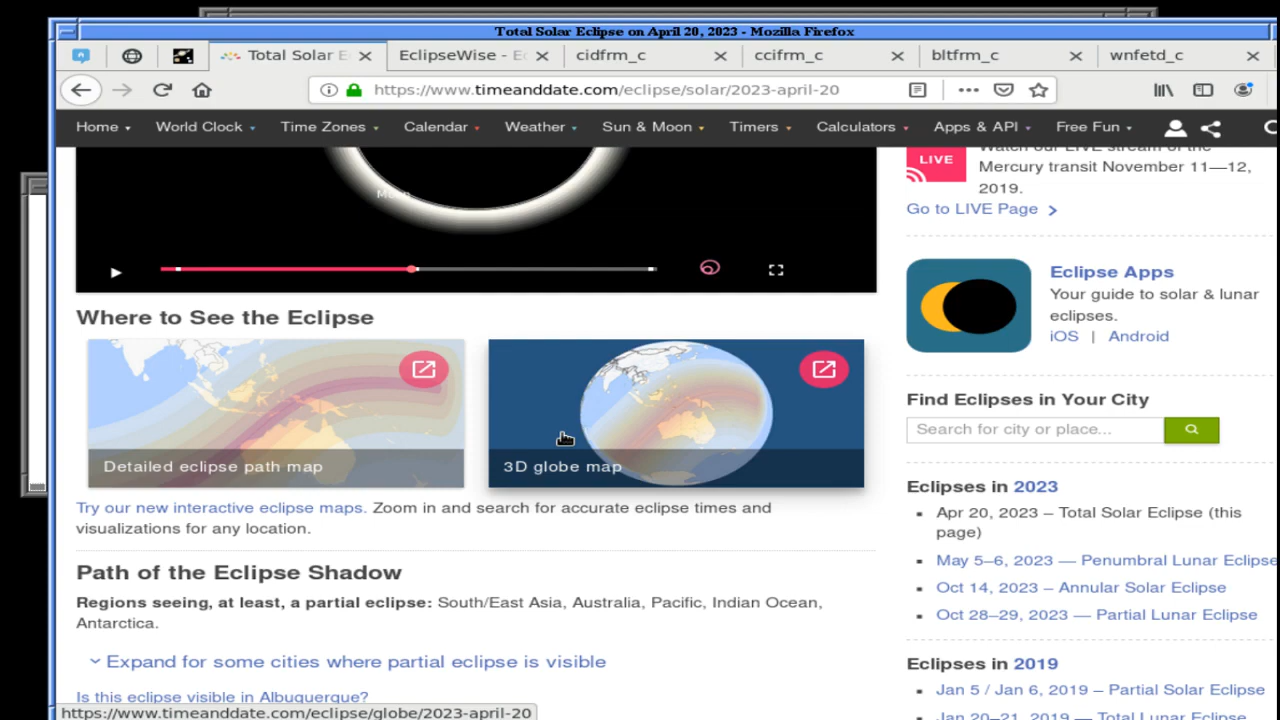 Total Solar Eclipse on April 20, 2023 - Mozilla Firefox
Total Solar E
EclipseWise - Ec
cidfrm_c
ccifrm_c
bltfrm_c
wnfetd_c
https://www.timeanddate.com/eclipse/solar/2023-april-20
Home World Clock Time Zones Calendar Weather Sun & Moon Timers Calculators Apps & API Free Fun
Where to See the Eclipse
Detailed eclipse path map
3D globe map
Try our new interactive eclipse maps. Zoom in and search for accurate eclipse times and
visualizations for any location.
Path of the Eclipse Shadow
Regions seeing, at least, a partial eclipse: South/East Asia, Australia, Pacific, Indian Ocean,
Antarctica.
Expand for some cities where partial eclipse is visible
Is this eclipse visible in Albuquerque?
https://www.timeanddate.com/eclipse/globe/2023-april-20
LIVE
Watch our LIVE stream of the
Mercury transit November 11—12,
2019.
Go to LIVE Page
Eclipse Apps
Your guide to solar & lunar
eclipses.
iOS | Android
Find Eclipses in Your City
Search for city or place...
Eclipses in 2023
Apr 20, 2023 – Total Solar Eclipse (this
page)
May 5–6, 2023 — Penumbral Lunar Eclipse
Oct 14, 2023 – Annular Solar Eclipse
Oct 28–29, 2023 — Partial Lunar Eclipse
Eclipses in 2019
Jan 5 / Jan 6, 2019 – Partial Solar Eclipse
Jan 20–21, 2019 — Total Lunar Eclipse